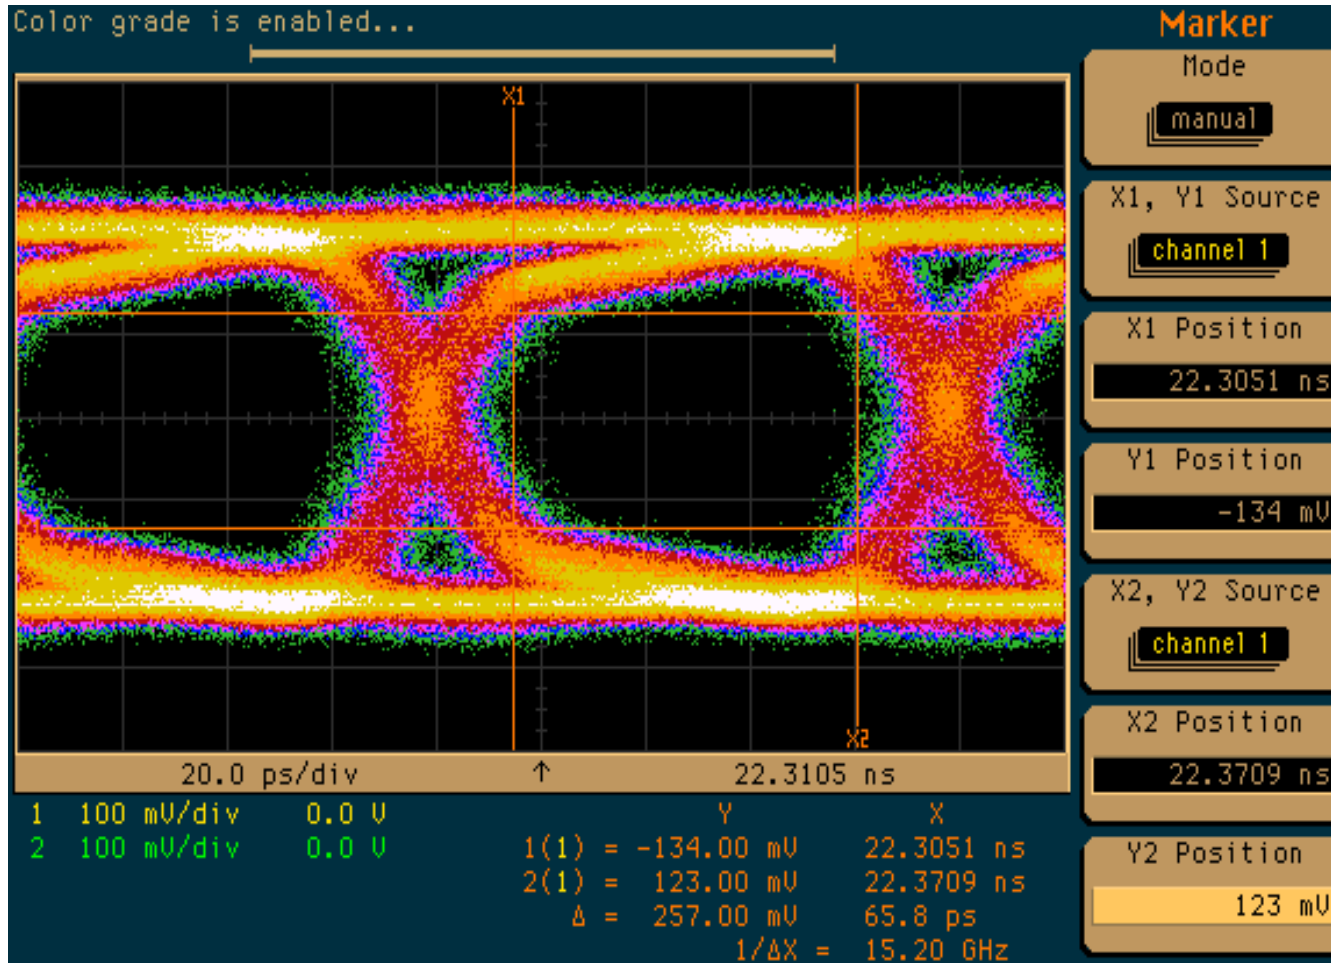 Color grade is enabled...
Marker
Mode
manual
X1, Y1 Source
channel 1
X1 Position
22.3051 ns
Y1 Position
-134 mV
X2, Y2 Source
channel 1
X2 Position
22.3709 ns
Y2 Position
123 mV
X1
X2
20.0 ps/div ↑ 22.3105 ns
1 100 mV/div 0.0 V
2 100 mV/div 0.0 V
Y X
1(1) = -134.00 mV 22.3051 ns
2(1) = 123.00 mV 22.3709 ns
Δ = 257.00 mV 65.8 ps
1/ΔX = 15.20 GHz